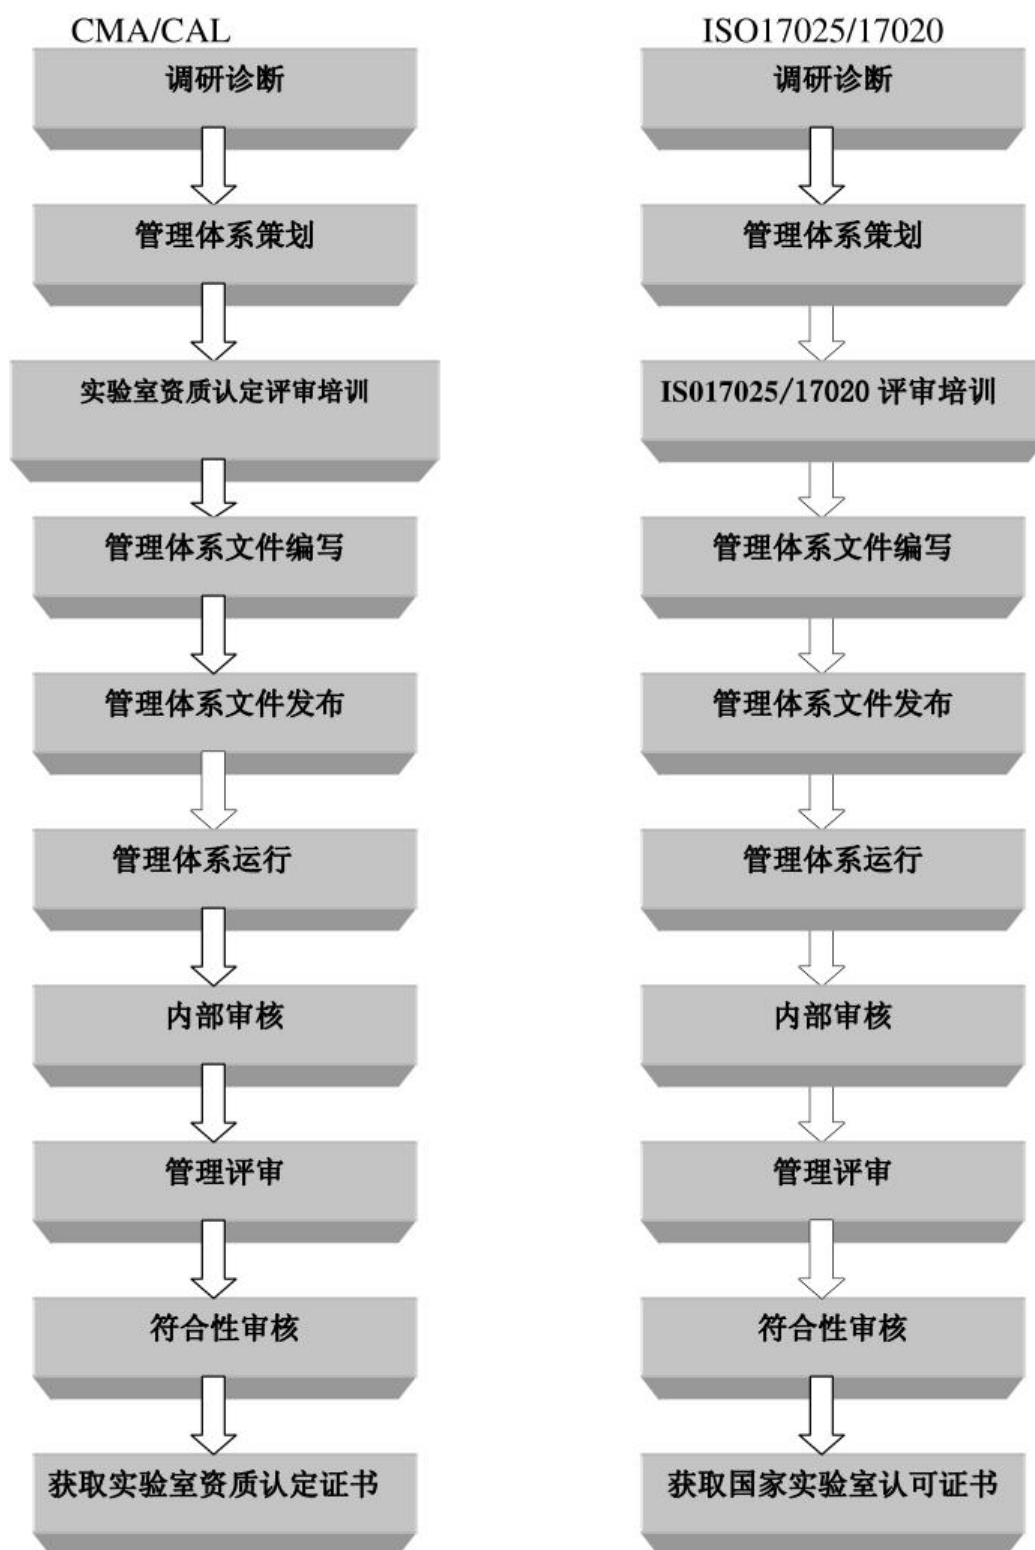 CMA/CAL
调研诊断
管理体系策划
实验室资质认定评审培训
管理体系文件编写
管理体系文件发布
管理体系运行
内部审核
管理评审
符合性审核
获取实验室资质认定证书
ISO17025/17020
调研诊断
管理体系策划
IS017025/17020 评审培训
管理体系文件编写
管理体系文件发布
管理体系运行
内部审核
管理评审
符合性审核
获取国家实验室认可证书